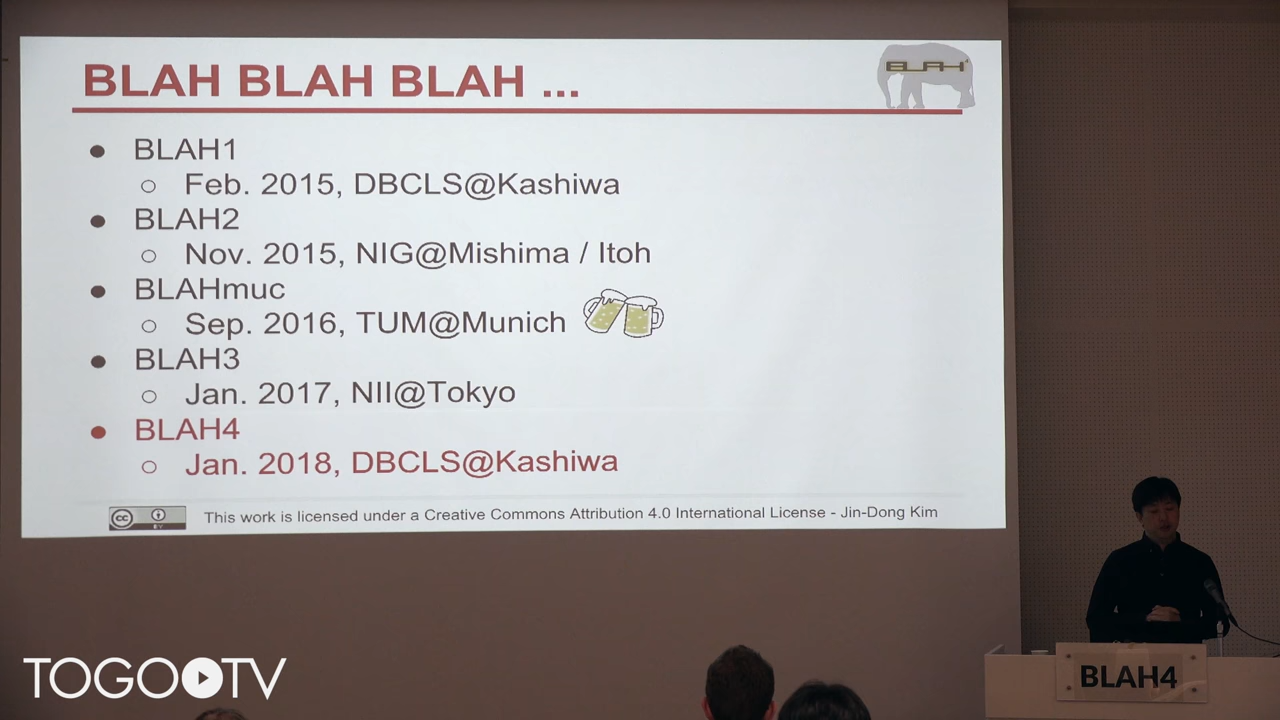 BLAH BLAH BLAH ...
BLAH
BLAH1
Feb. 2015, DBCLS@Kashiwa
BLAH2
Nov. 2015, NIG@Mishima / Itoh
BLAHmuc
Sep. 2016, TUM@Munich
BLAH3
Jan. 2017, NII@Tokyo
BLAH4
Jan. 2018, DBCLS@Kashiwa
cc BY
This work is licensed under a Creative Commons Attribution 4.0 International License - Jin-Dong Kim
BLAH4
TOGOTV